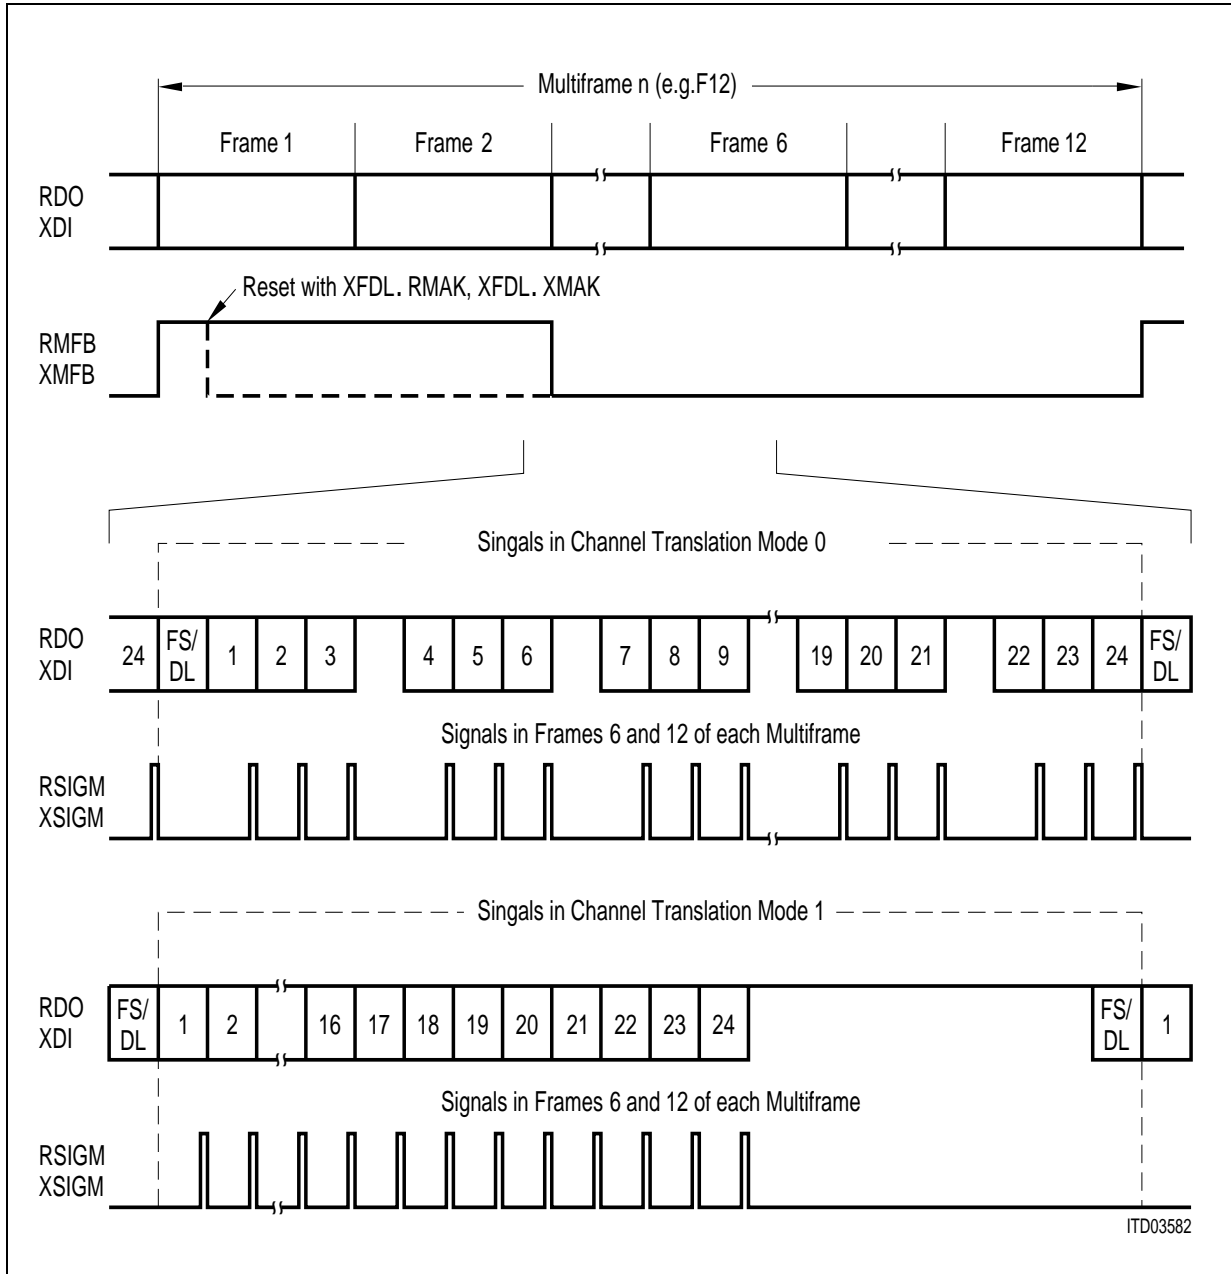 Multiframe n (e.g.F12)
Frame 1 Frame 2 Frame 6 Frame 12
RDO
XDI
Reset with XFDL. RMAK, XFDL. XMAK
RMFB
XMFB
Singals in Channel Translation Mode 0
RDO
XDI
24 FS/ DL 1 2 3 4 5 6 7 8 9 19 20 21 22 23 24 FS/ DL
Signals in Frames 6 and 12 of each Multiframe
RSIGM
XSIGM
Singals in Channel Translation Mode 1
RDO
XDI
FS/ DL 1 2 16 17 18 19 20 21 22 23 24 FS/ DL 1
Signals in Frames 6 and 12 of each Multiframe
RSIGM
XSIGM
ITD03582